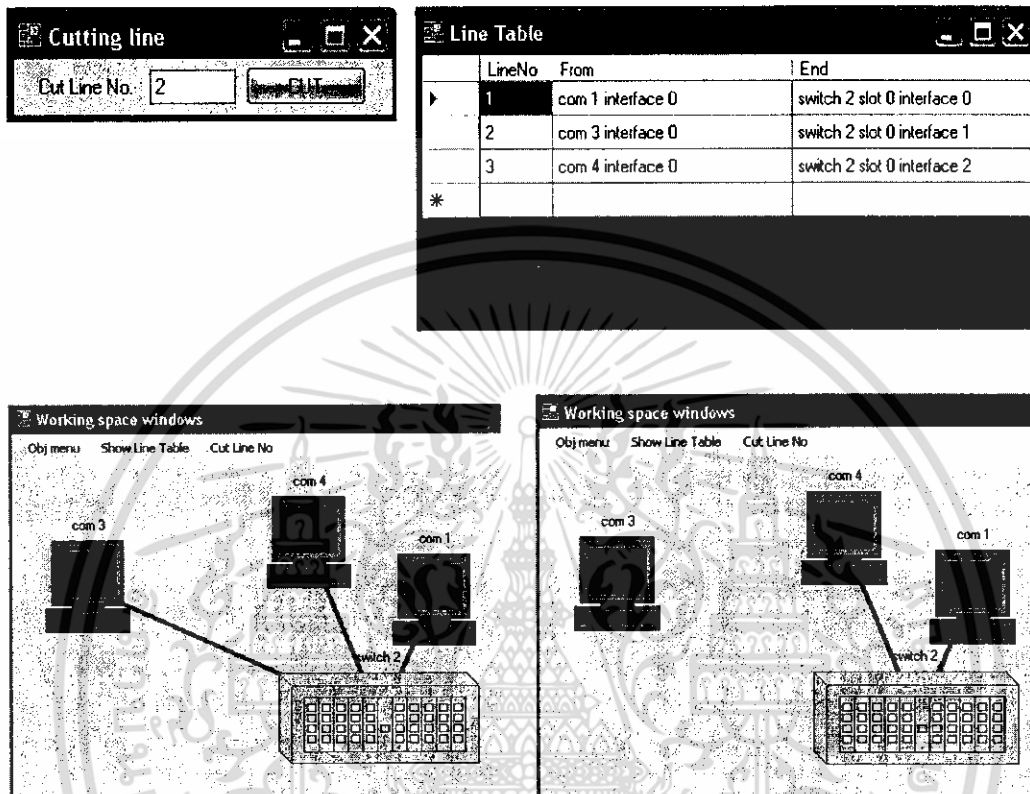 Cutting line
Cut Line No. 2 CUT
Line Table
LineNo From End
1 com 1 interface 0 switch 2 slot 0 interface 0
2 com 3 interface 0 switch 2 slot 0 interface 1
3 com 4 interface 0 switch 2 slot 0 interface 2
*
Working space windows
Obj menu Show Line Table Cut Line No
com 4
com 3
com 1
switch 2
Working space windows
Obj menu Show Line Table Cut Line No
com 4
com 3
com 1
switch 2